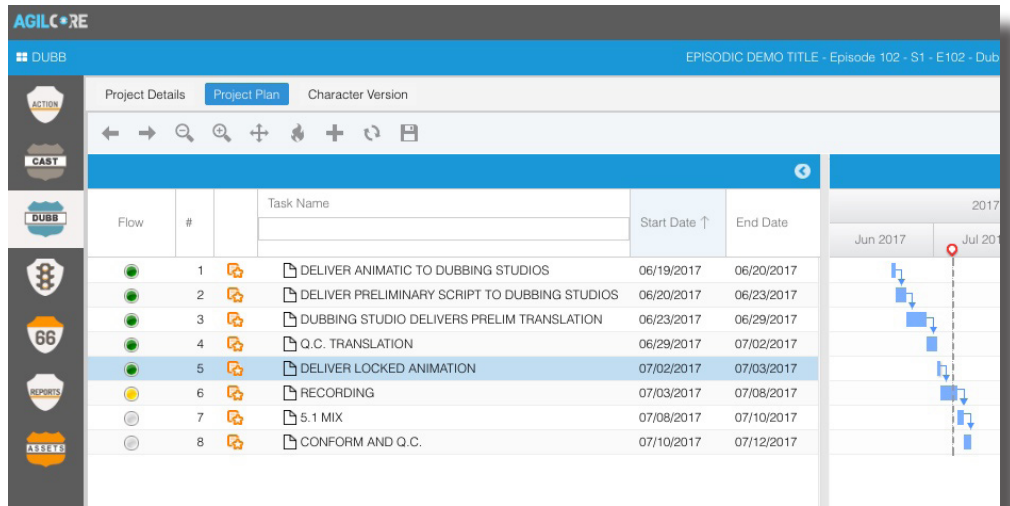 AGILCORE
DUBB EPISODIC DEMO TITLE - Episode 102 - S1 - E102 - Dub
Project Details Project Plan Character Version
ACTION
CAST
DUBB
66
REPORTS
ASSETS
Flow # Task Name Start Date ↑ End Date
2017
Jun 2017 Jul 201
1 DELIVER ANIMATIC TO DUBBING STUDIOS 06/19/2017 06/20/2017
2 DELIVER PRELIMINARY SCRIPT TO DUBBING STUDIOS 06/20/2017 06/23/2017
3 DUBBING STUDIO DELIVERS PRELIM TRANSLATION 06/23/2017 06/29/2017
4 Q.C. TRANSLATION 06/29/2017 07/02/2017
5 DELIVER LOCKED ANIMATION 07/02/2017 07/03/2017
6 RECORDING 07/03/2017 07/08/2017
7 5.1 MIX 07/08/2017 07/10/2017
8 CONFORM AND Q.C. 07/10/2017 07/12/2017